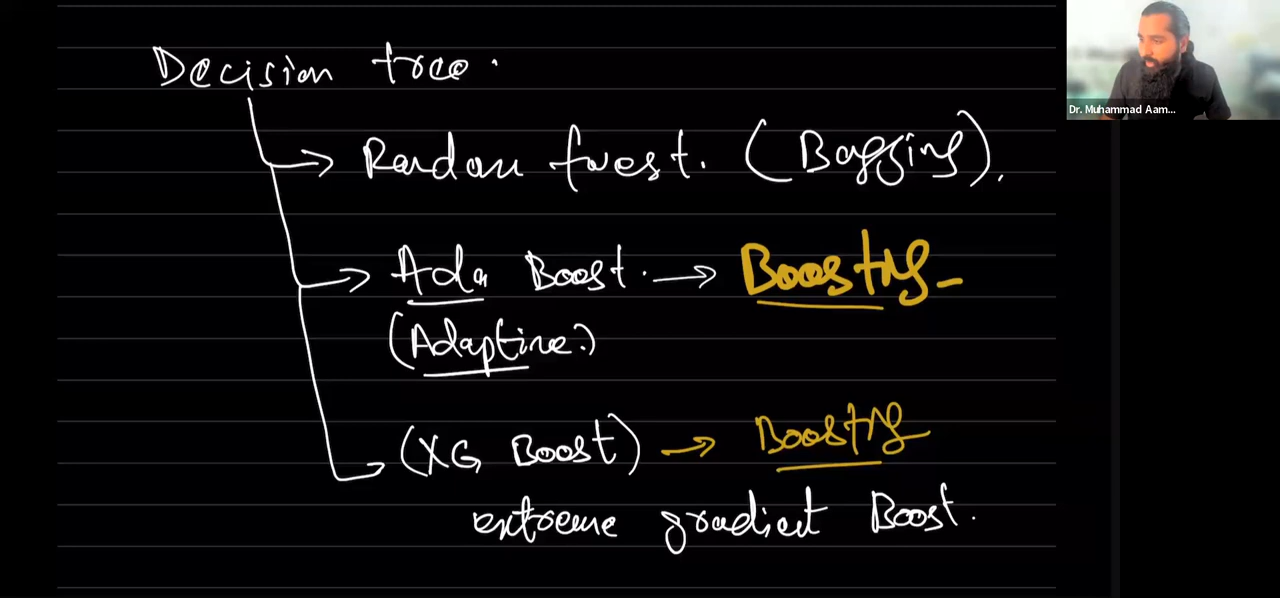 Decision tree.
Random forest. (Bagging).
Ada Boost. → Boosting
(Adaptive)
(XG Boost) → Boosting
extreme gradient Boost.
Dr. Muhammad Aam...